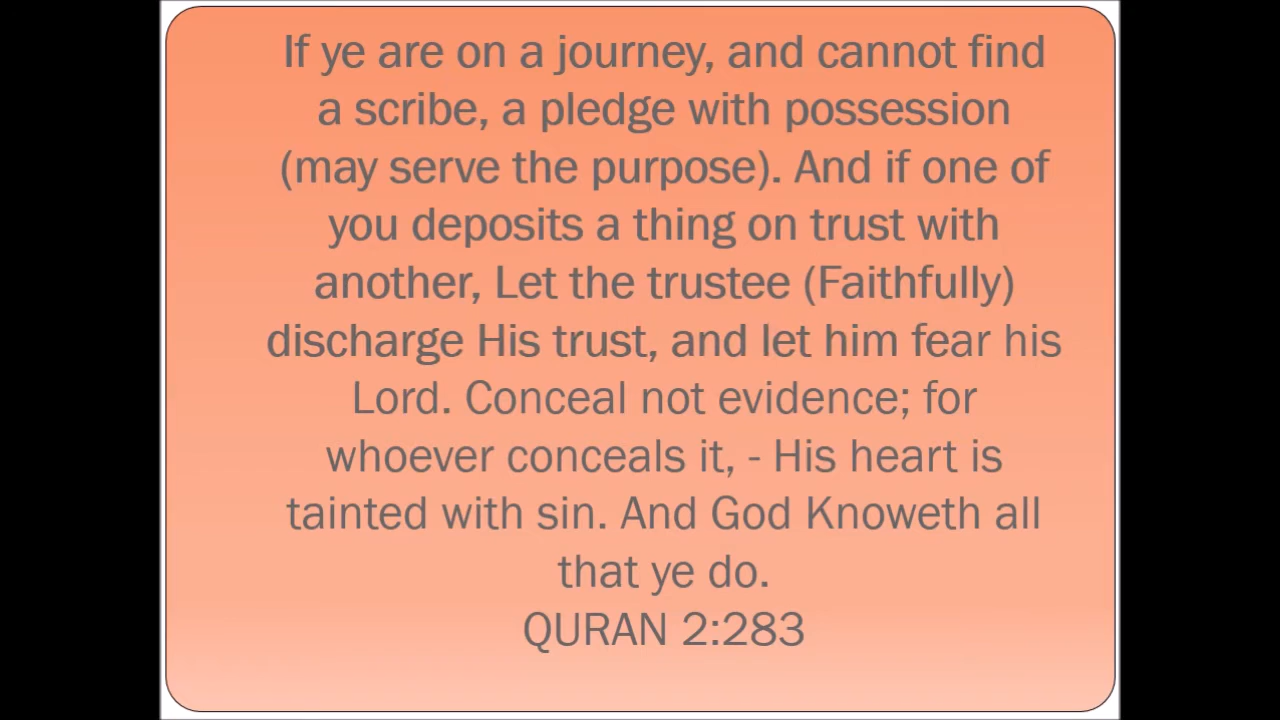 If ye are on a journey, and cannot find
a scribe, a pledge with possession
(may serve the purpose). And if one of
you deposits a thing on trust with
another, Let the trustee (Faithfully)
discharge His trust, and let him fear his
Lord. Conceal not evidence; for
whoever conceals it, - His heart is
tainted with sin. And God Knoweth all
that ye do.
QURAN 2:283